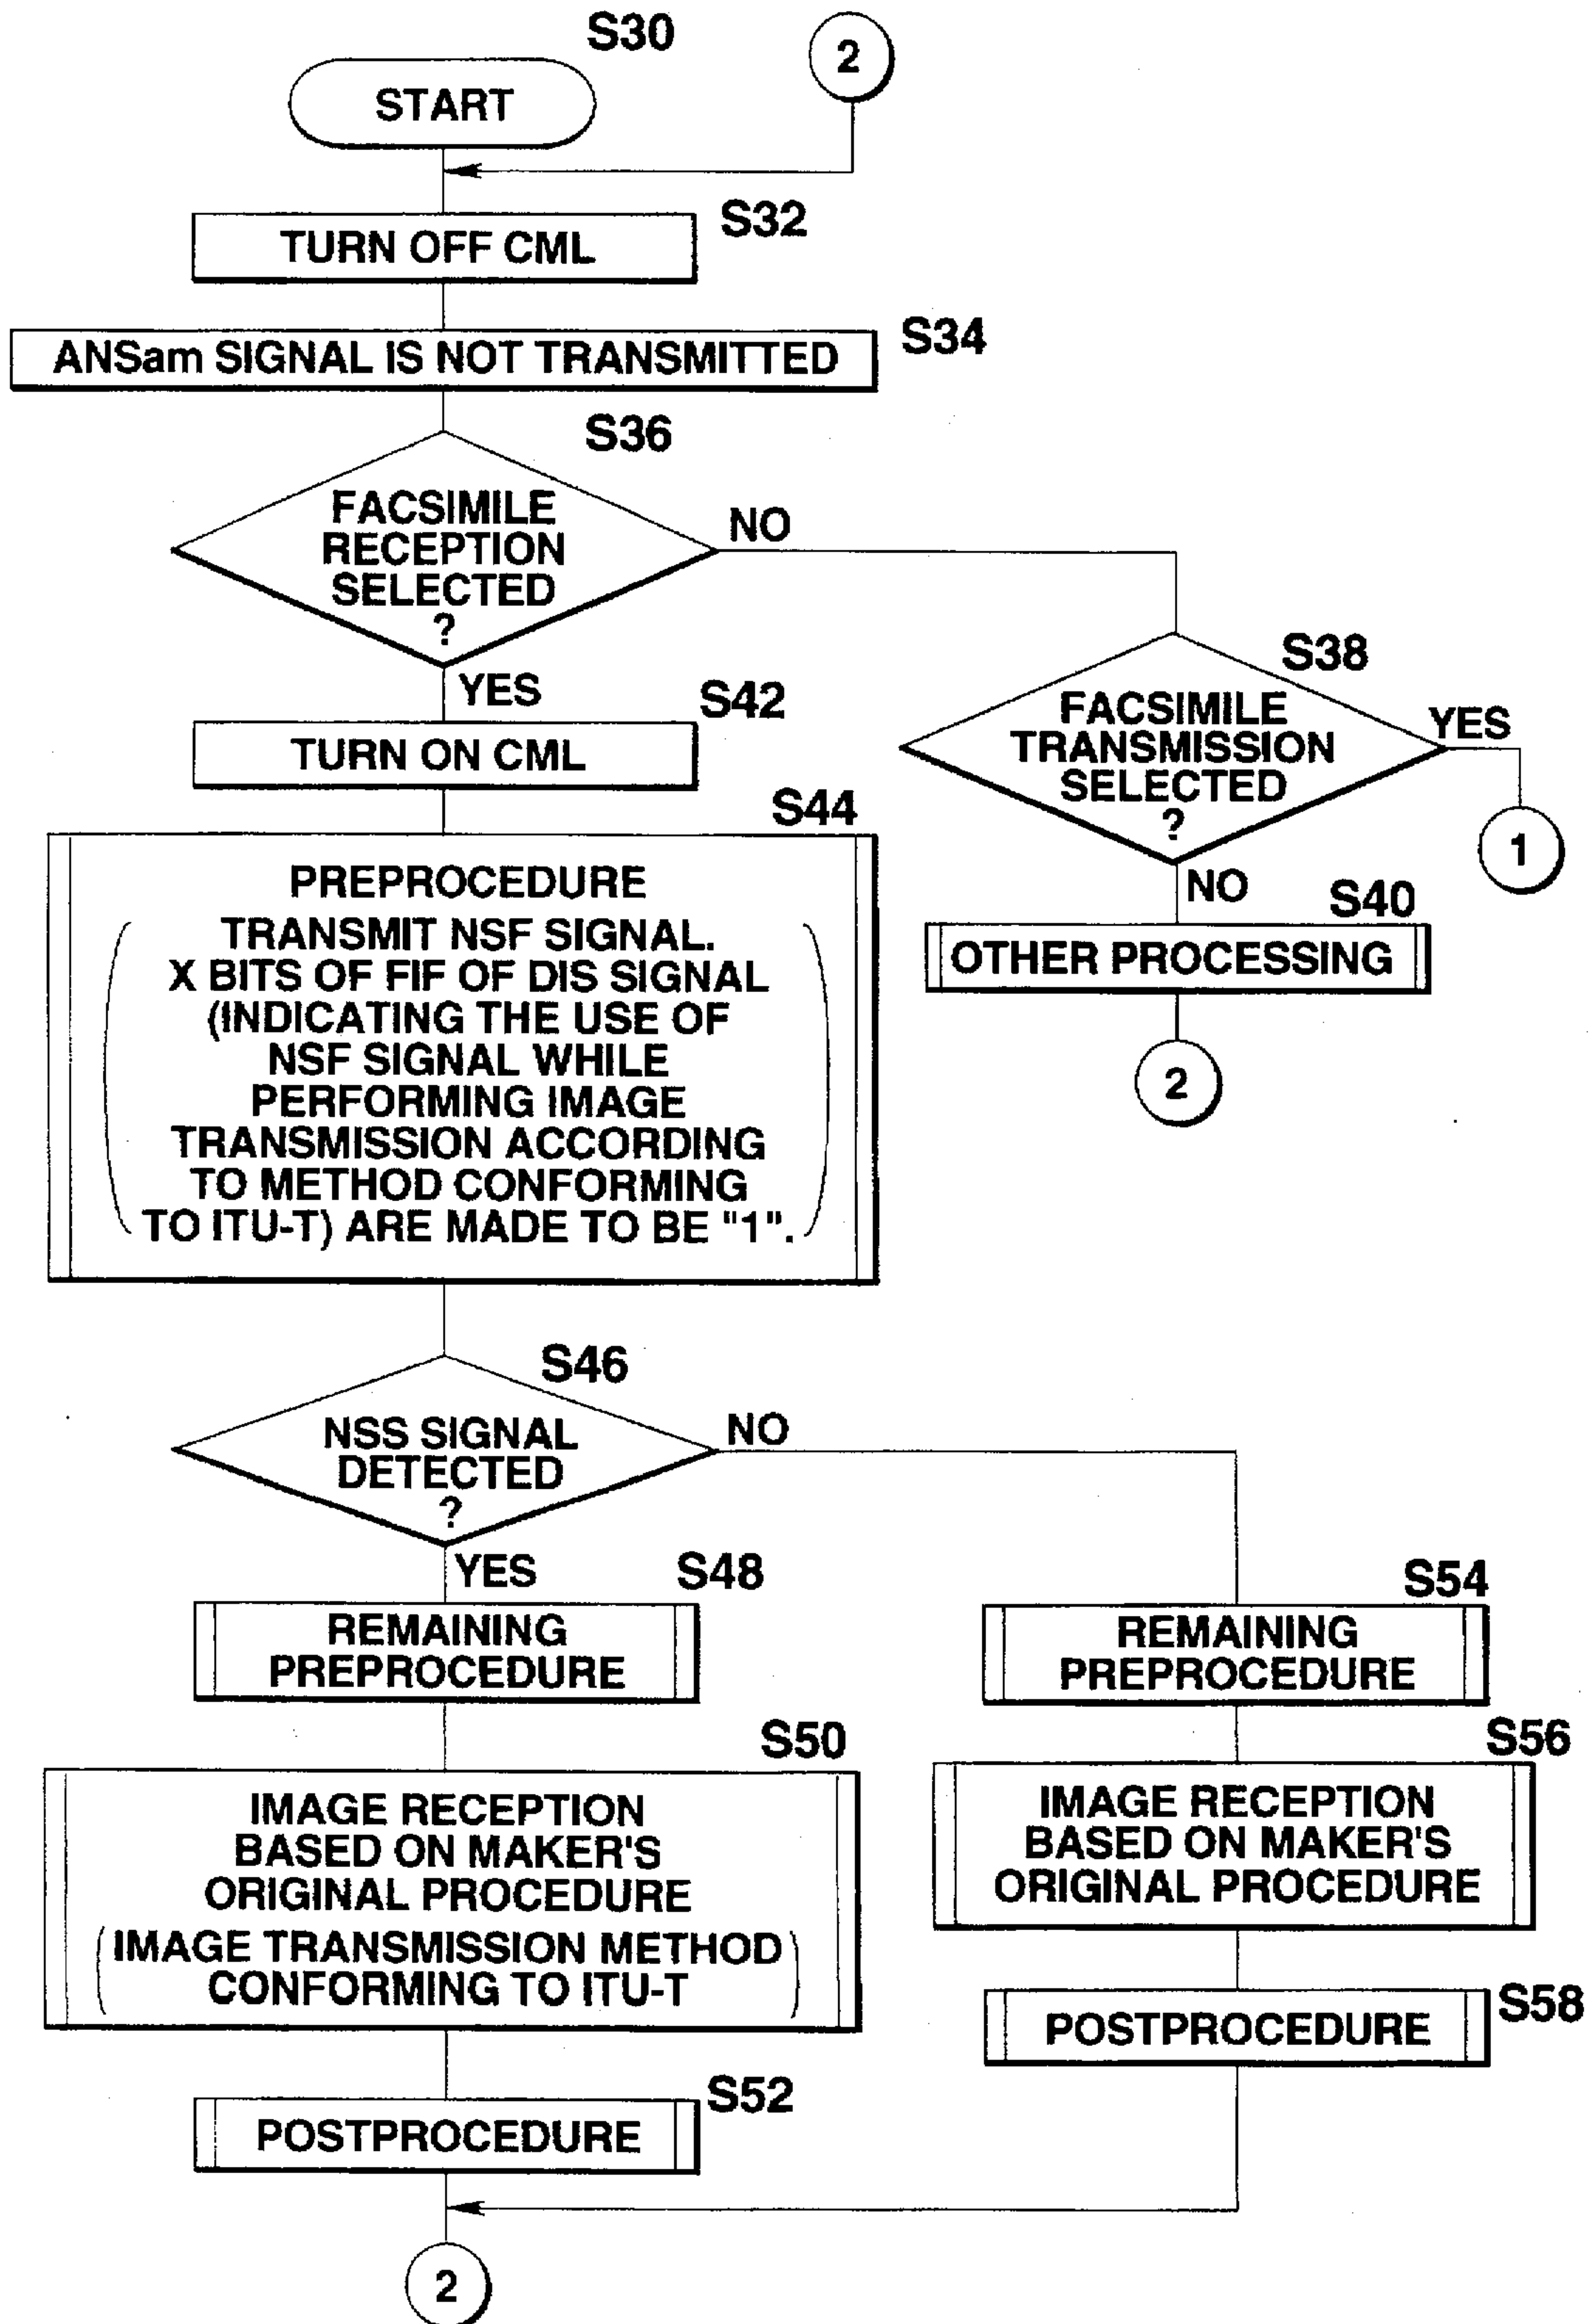 S30
2
START
S32
TURN OFF CML
S34
ANSam SIGNAL IS NOT TRANSMITTED
S36
FACSIMILE
RECEPTION
SELECTED
?
NO
YES
S38
FACSIMILE
TRANSMISSION
SELECTED
?
YES
1
NO
S40
OTHER PROCESSING
2
S42
TURN ON CML
S44
PREPROCEDURE
TRANSMIT NSF SIGNAL.
X BITS OF FIF OF DIS SIGNAL
(INDICATING THE USE OF
NSF SIGNAL WHILE
PERFORMING IMAGE
TRANSMISSION ACCORDING
TO METHOD CONFORMING
TO ITU-T) ARE MADE TO BE "1".
S46
NSS SIGNAL
DETECTED
?
NO
YES
S48
REMAINING
PREPROCEDURE
S50
IMAGE RECEPTION
BASED ON MAKER'S
ORIGINAL PROCEDURE
(IMAGE TRANSMISSION METHOD
CONFORMING TO ITU-T)
S52
POSTPROCEDURE
S54
REMAINING
PREPROCEDURE
S56
IMAGE RECEPTION
BASED ON MAKER'S
ORIGINAL PROCEDURE
S58
POSTPROCEDURE
2